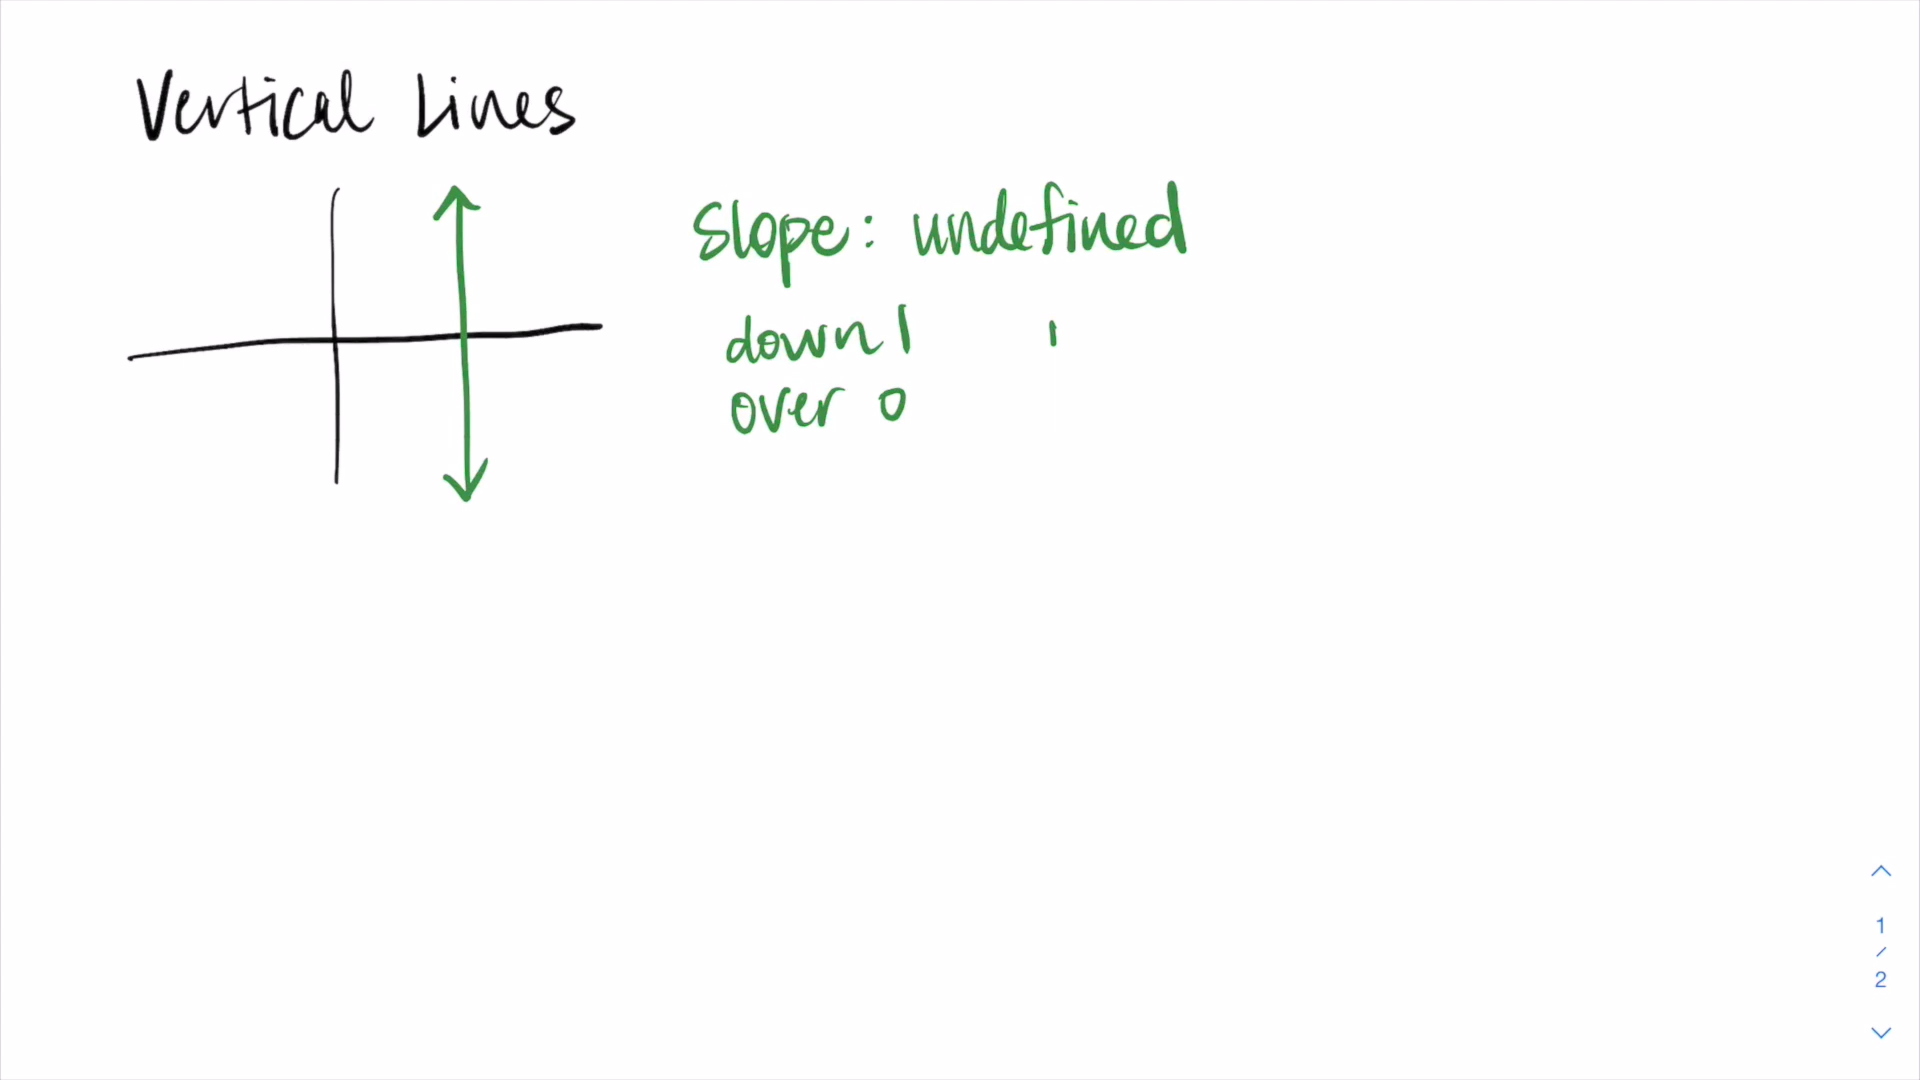 Vertical Lines
Slope: undefined
down 1
over 0
1
/
2